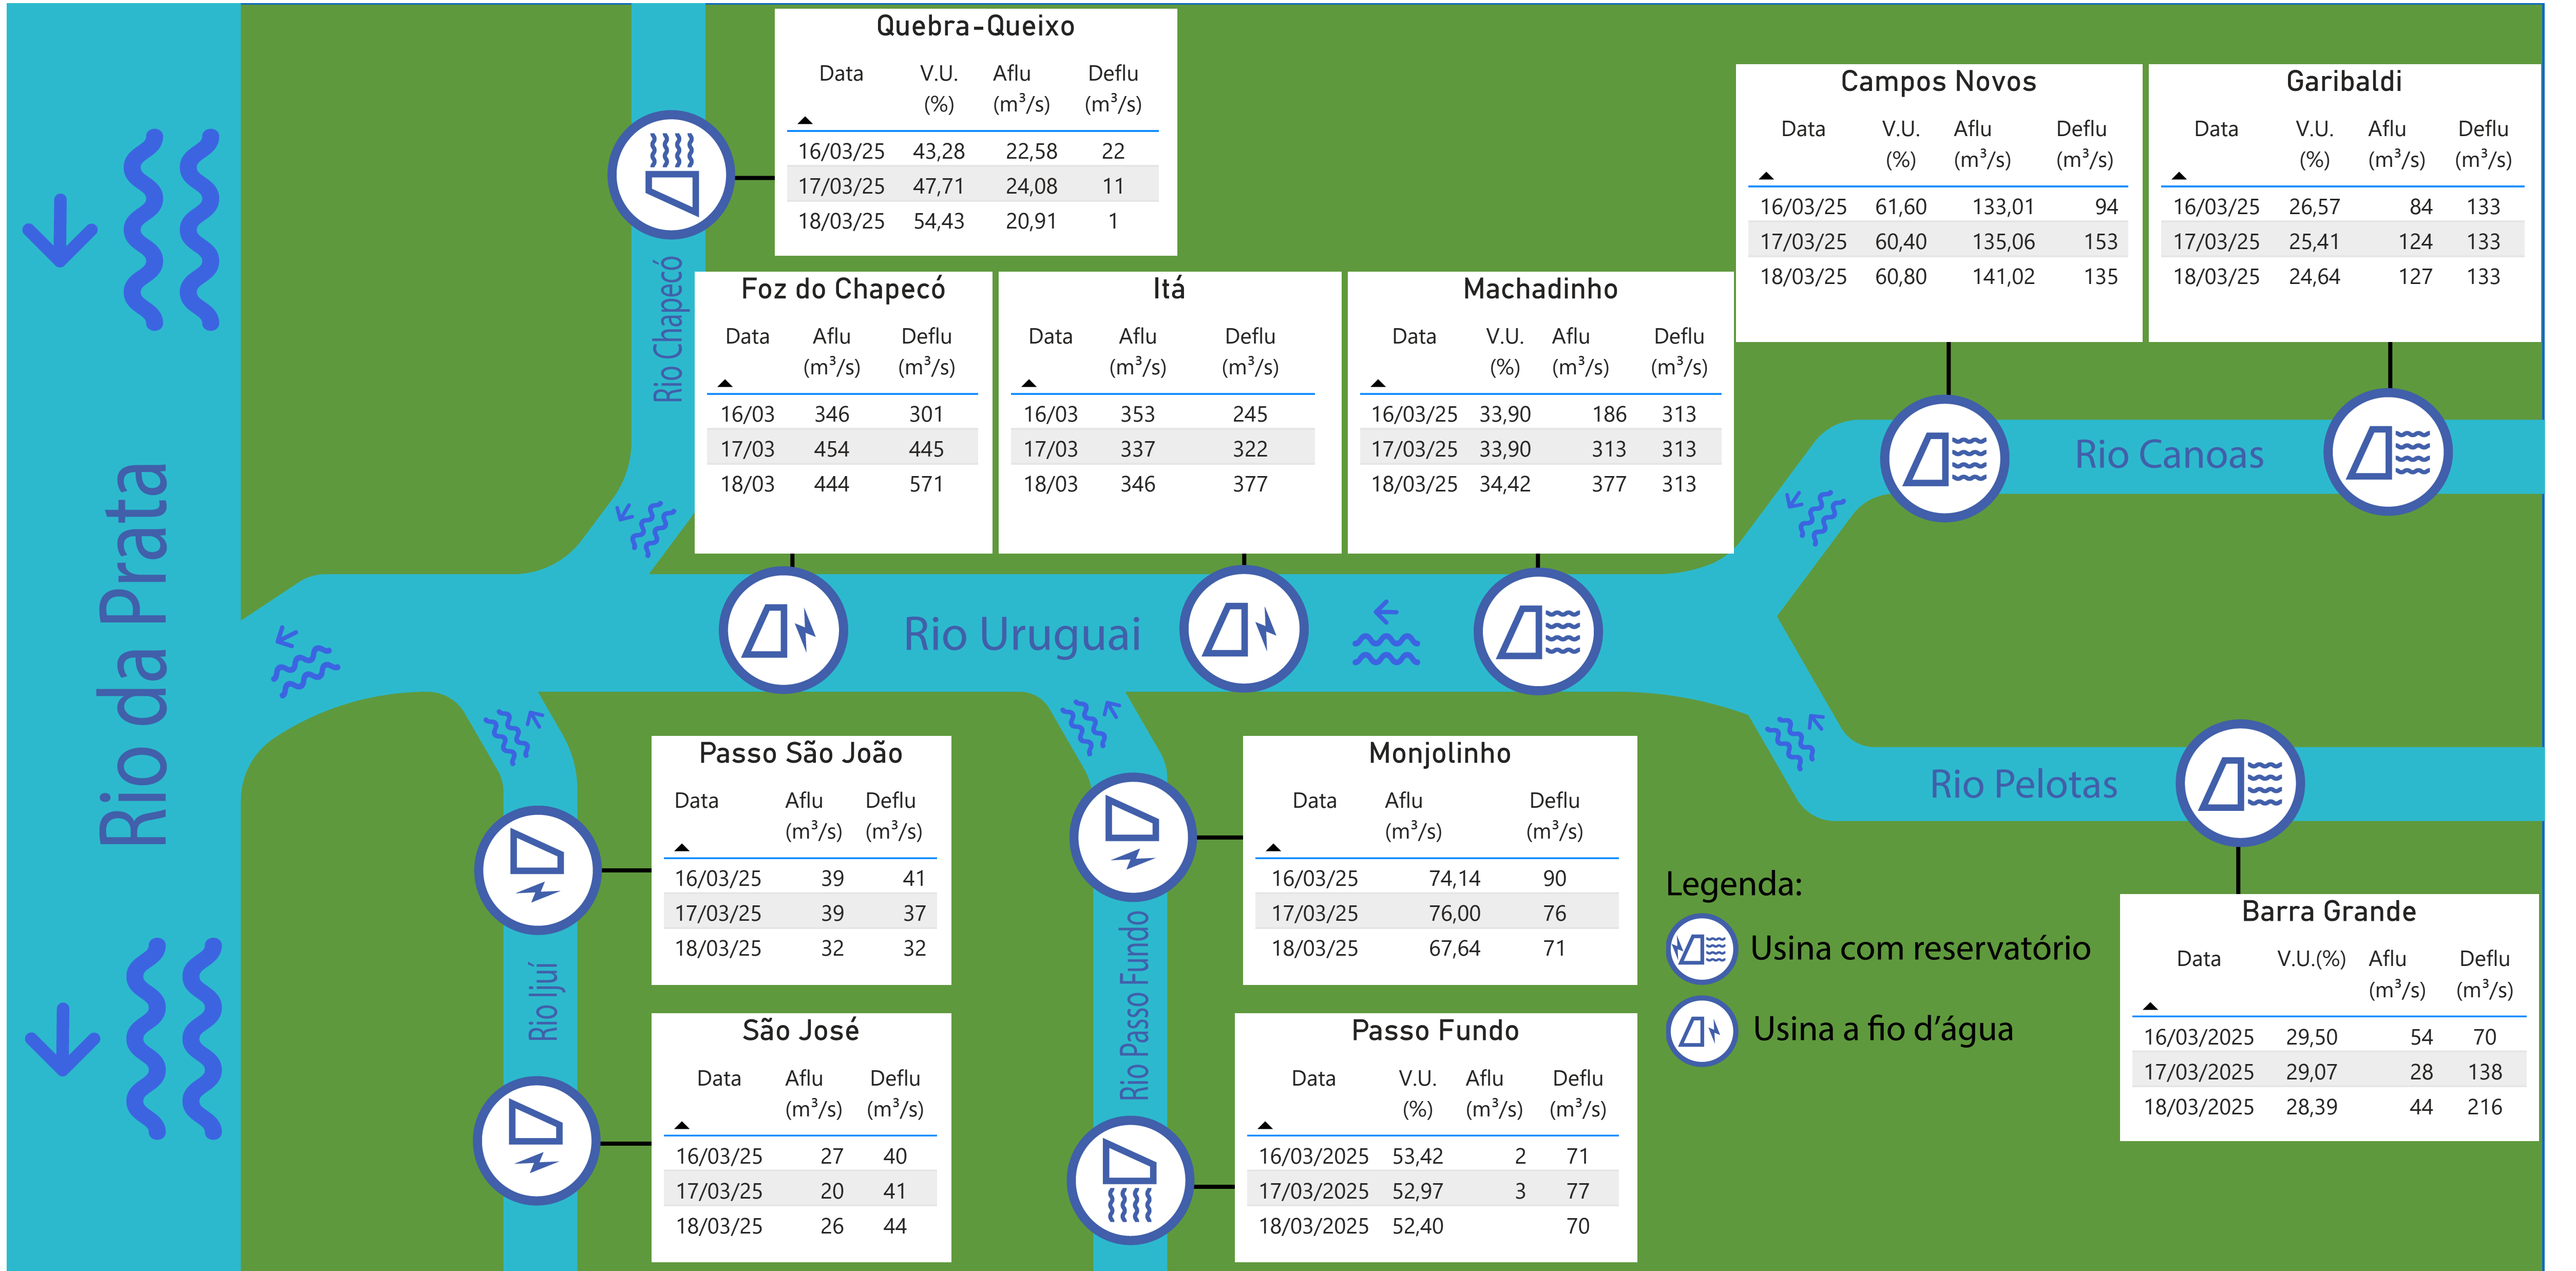 Quebra-Queixo
Data V.U. (%) Aflu (m³/s) Deflu (m³/s)
16/03/25 43,28 22,58 22
17/03/25 47,71 24,08 11
18/03/25 54,43 20,91 1
Campos Novos
Data V.U. (%) Aflu (m³/s) Deflu (m³/s)
16/03/25 61,60 133,01 94
17/03/25 60,40 135,06 153
18/03/25 60,80 141,02 135
Garibaldi
Data V.U. (%) Aflu (m³/s) Deflu (m³/s)
16/03/25 26,57 84 133
17/03/25 25,41 124 133
18/03/25 24,64 127 133
Rio Chapecó
Foz do Chapecó
Data Aflu (m³/s) Deflu (m³/s)
16/03 346 301
17/03 454 445
18/03 444 571
Itá
Data Aflu (m³/s) Deflu (m³/s)
16/03 353 245
17/03 337 322
18/03 346 377
Machadinho
Data V.U. (%) Aflu (m³/s) Deflu (m³/s)
16/03/25 33,90 186 313
17/03/25 33,90 313 313
18/03/25 34,42 377 313
Rio Canoas
Rio da Prata
Rio Uruguai
Rio Pelotas
Passo São João
Data Aflu (m³/s) Deflu (m³/s)
16/03/25 39 41
17/03/25 39 37
18/03/25 32 32
Monjolinho
Data Aflu (m³/s) Deflu (m³/s)
16/03/25 74,14 90
17/03/25 76,00 76
18/03/25 67,64 71
Legenda:
Usina com reservatório
Usina a fio d'água
Barra Grande
Data V.U.(%) Aflu (m³/s) Deflu (m³/s)
16/03/2025 29,50 54 70
17/03/2025 29,07 28 138
18/03/2025 28,39 44 216
Rio Ijuí
São José
Data Aflu (m³/s) Deflu (m³/s)
16/03/25 27 40
17/03/25 20 41
18/03/25 26 44
Rio Passo Fundo
Passo Fundo
Data V.U. (%) Aflu (m³/s) Deflu (m³/s)
16/03/2025 53,42 2 71
17/03/2025 52,97 3 77
18/03/2025 52,40 70